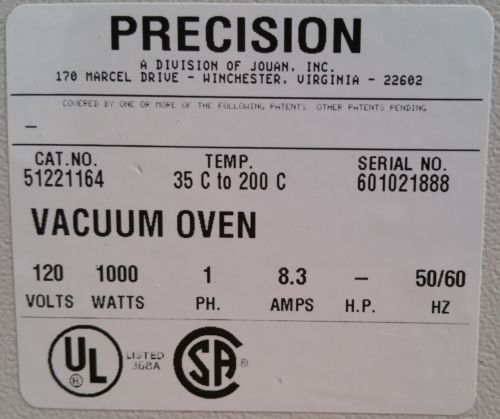 PRECISION
A DIVISION OF JOUAN, INC.
170 MARCEL DRIVE - WINCHESTER, VIRGINIA - 22602
COVERED BY ONE OR MORE OF THE FOLLOWING PATENTS OTHER PATENTS PENDING
–
CAT.NO. TEMP. SERIAL NO.
51221164 35 C to 200 C 601021888
VACUUM OVEN
120 1000 1 8.3 – 50/60
VOLTS WATTS PH. AMPS H.P. HZ
UL ® LISTED 368A SA ®